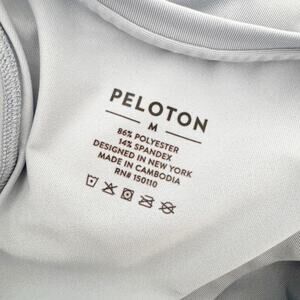 PELOTON
M
86% POLYESTER
14% SPANDEX
DESIGNED IN NEW YORK
MADE IN CAMBODIA
RN# 150110